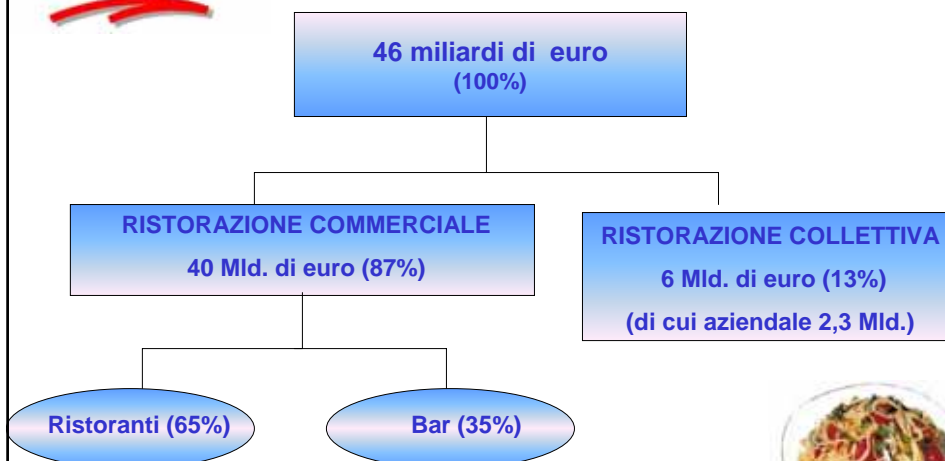 46 miliardi di euro
(100%)
RISTORAZIONE COMMERCIALE
40 Mld. di euro (87%)
RISTORAZIONE COLLETTIVA
6 Mld. di euro (13%)
(di cui aziendale 2,3 Mld.)
Ristoranti (65%)
Bar (35%)